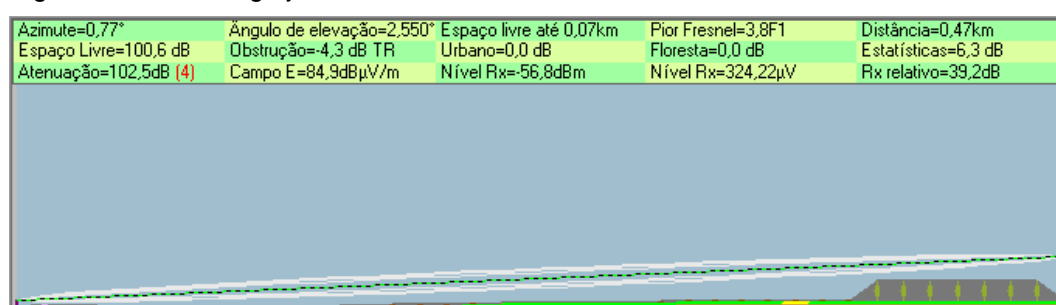 Azimute=0,77° Ângulo de elevação=2,550° Espaço livre até 0,07km Pior Fresnel=3,8F1 Distância=0,47km
Espaço Livre=100,6 dB Obstrução=-4,3 dB TR Urbano=0,0 dB Floresta=0,0 dB Estatísticas=6,3 dB
Atenuação=102,5dB (4) Campo E=84,9dBµV/m Nível Rx=-56,8dBm Nível Rx=324,22µV Rx relativo=39,2dB